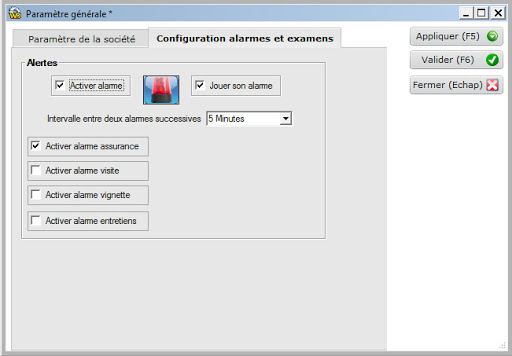 Paramètre générale *
Paramètre de la société
Configuration alarmes et examens
Appliquer (F5)
Valider (F6)
Fermer (Echap)
Alertes
Activer alarme
Jouer son alarme
Intervalle entre deux alarmes successives 5 Minutes
Activer alarme assurance
Activer alarme visite
Activer alarme vignette
Activer alarme entretiens